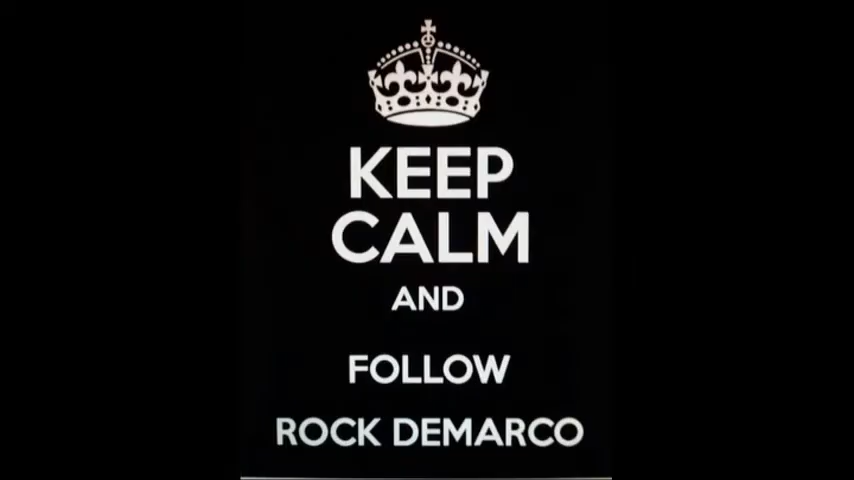 KEEP
CALM
AND
FOLLOW
ROCK DEMARCO